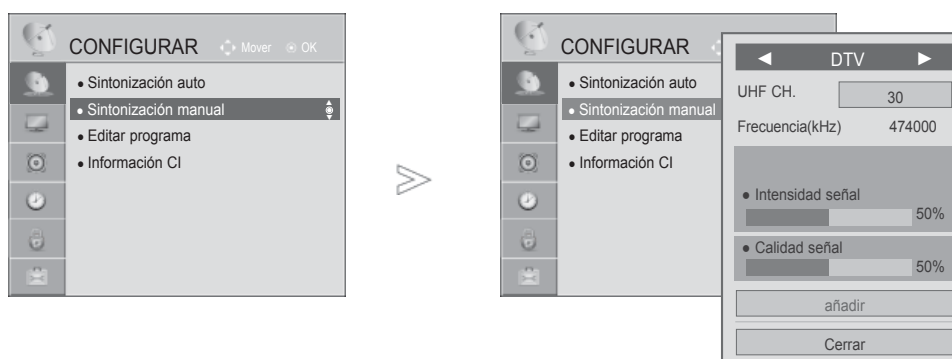 CONFIGURAR Mover OK
• Sintonización auto
• Sintonización manual
• Editar programa
• Información CI
CONFIGURAR
• Sintonización auto
• Sintonización manual
• Editar programa
• Información CI
◄ DTV ►
UHF CH. 30
Frecuencia(kHz) 474000
• Intensidad señal
50%
• Calidad señal
50%
añadir
Cerrar